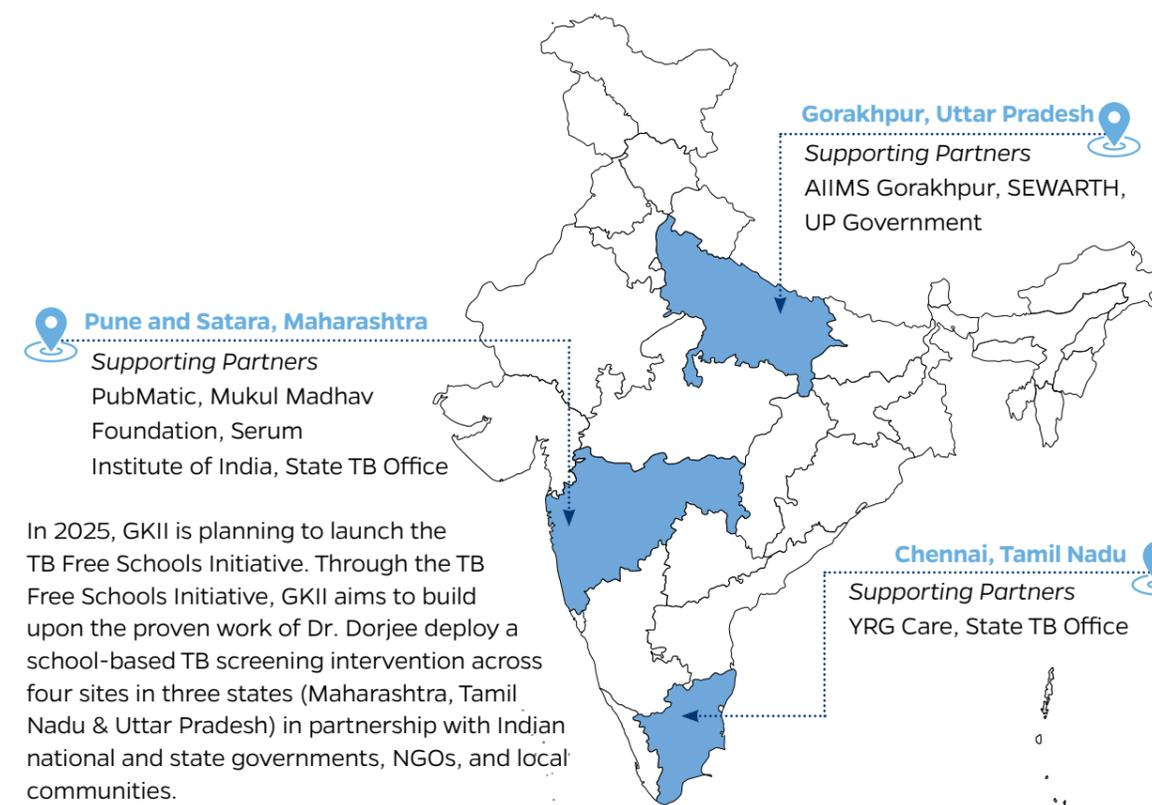 Gorakhpur, Uttar Pradesh
Supporting Partners
AIIMS Gorakhpur, SEWARTH,
UP Government
Pune and Satara, Maharashtra
Supporting Partners
PubMatic, Mukul Madhav
Foundation, Serum
Institute of India, State TB Office
In 2025, GKII is planning to launch the
TB Free Schools Initiative. Through the TB
Free Schools Initiative, GKII aims to build
upon the proven work of Dr. Dorjee deploy a
school-based TB screening intervention across
four sites in three states (Maharashtra, Tamil
Nadu & Uttar Pradesh) in partnership with Indian
national and state governments, NGOs, and local
communities.
Chennai, Tamil Nadu
Supporting Partners
YRG Care, State TB Office